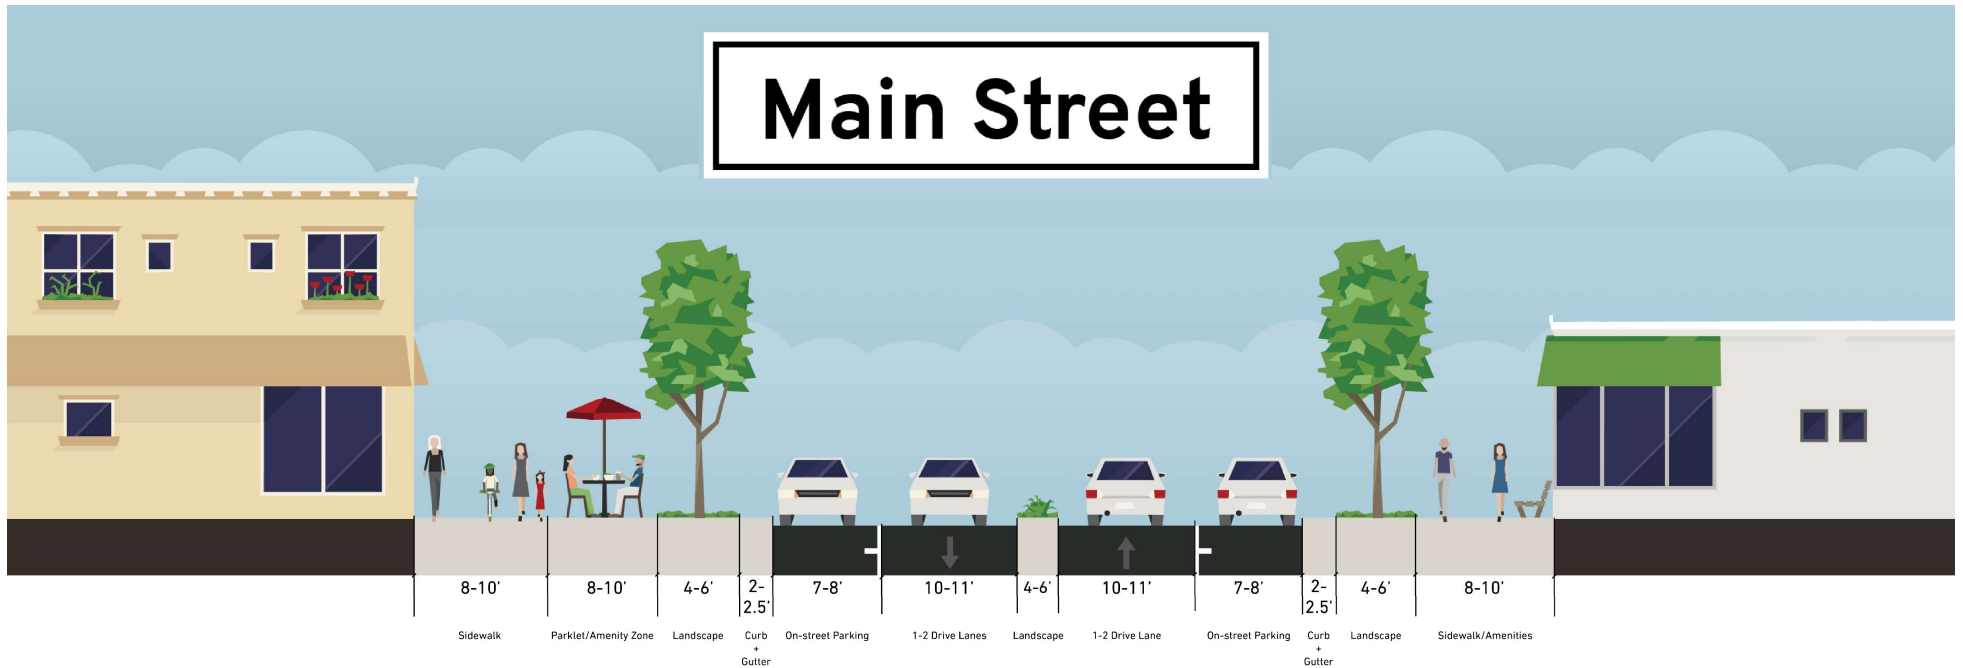 Main Street
8-10'
8-10'
4-6'
2-
2.5'
7-8'
10-11'
4-6'
10-11'
7-8'
2-
2.5'
4-6'
8-10'
Sidewalk
Parklet/Amenity Zone
Landscape
Curb
+
Gutter
On-street Parking
1-2 Drive Lanes
Landscape
1-2 Drive Lane
On-street Parking
Curb
+
Gutter
Landscape
Sidewalk/Amenities